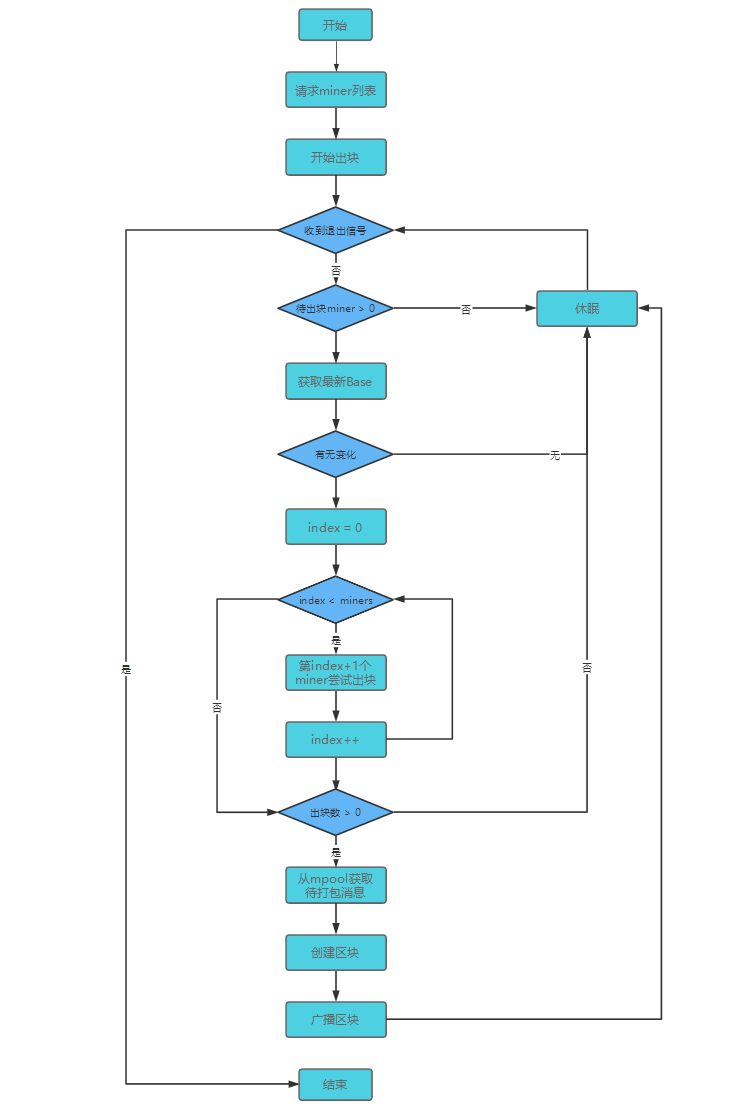 开始
请求miner列表
开始出块
收到退出信号
否
待出块miner > 0
否
休眠
获取最新Base
有无变化
无
index = 0
index < miners
是
第index+1个
miner尝试出块
是
否
否
index++
出块数 > 0
是
从mpool获取
待打包消息
创建区块
广播区块
结束